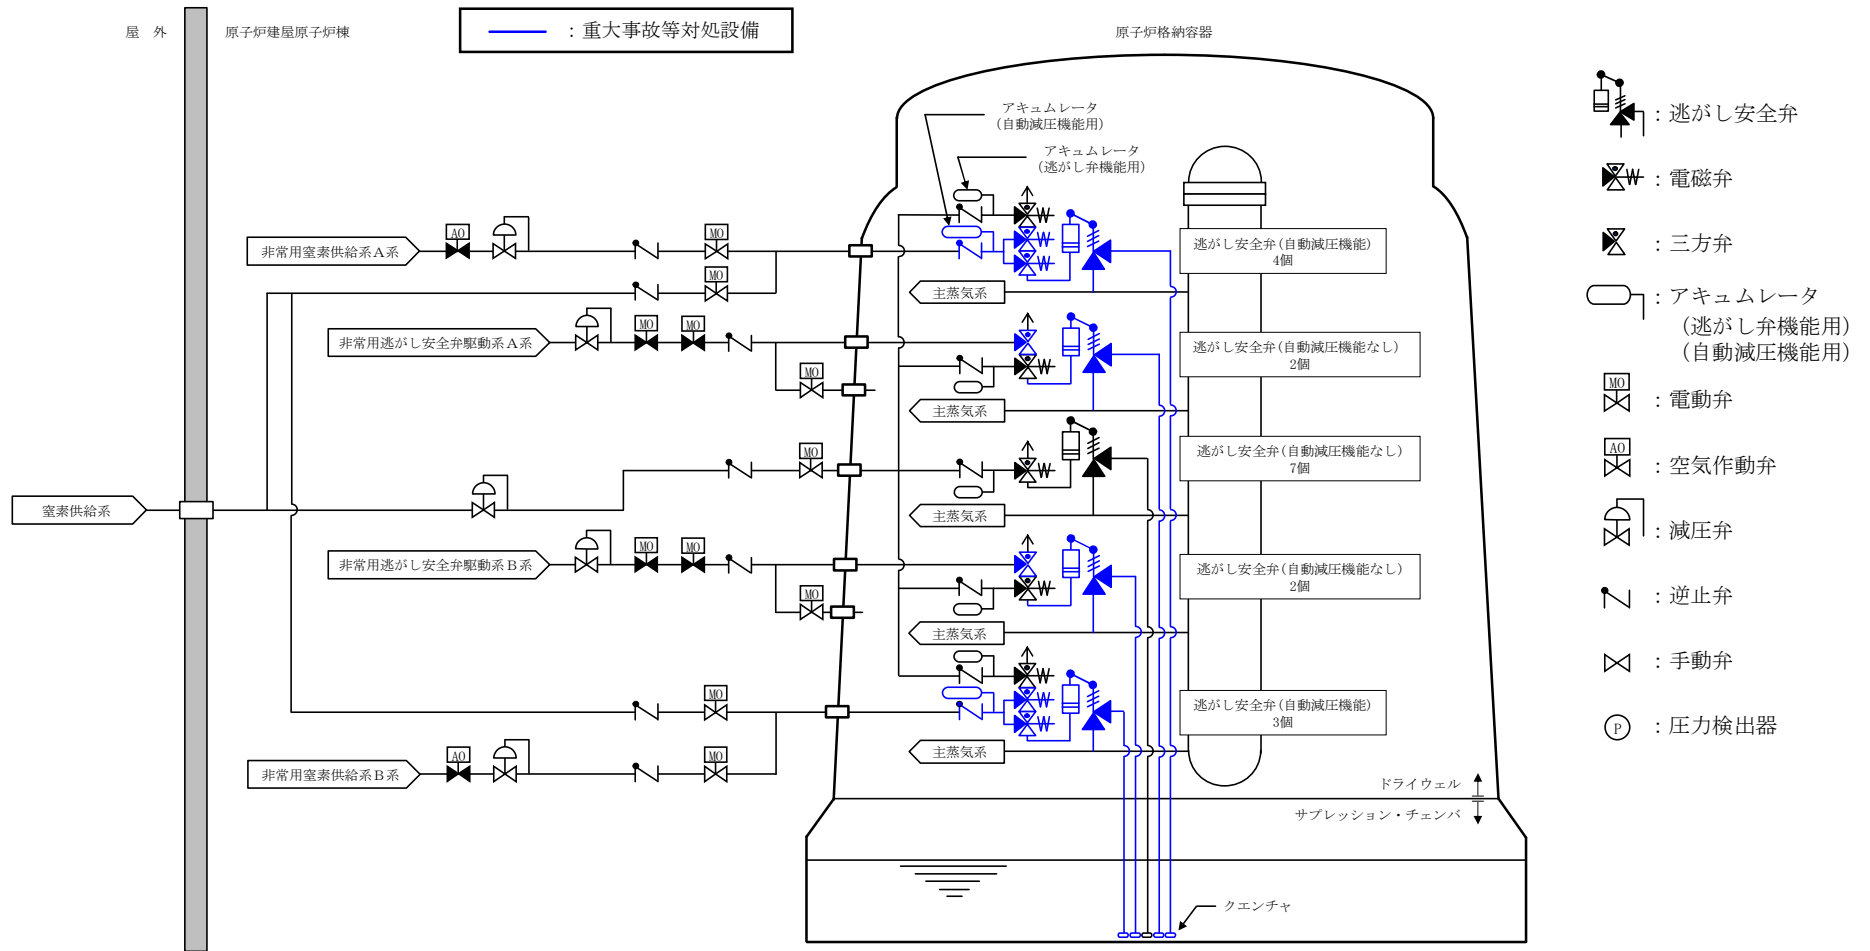 屋 外
原子炉建屋原子炉棟
：重大事故等対処設備
原子炉格納容器
アキュムレータ
(自動減圧機能用)
アキュムレータ
(逃がし弁機能用)
AO
MO
非常用窒素供給系A系
MO
逃がし安全弁(自動減圧機能)
4個
主蒸気系
MO
MO
非常用逃がし安全弁駆動系A系
逃がし安全弁(自動減圧機能なし)
2個
MO
主蒸気系
MO
逃がし安全弁(自動減圧機能なし)
7個
窒素供給系
主蒸気系
MO
MO
非常用逃がし安全弁駆動系B系
逃がし安全弁(自動減圧機能なし)
2個
MO
主蒸気系
MO
逃がし安全弁(自動減圧機能)
3個
AO
MO
非常用窒素供給系B系
主蒸気系
ドライウェル
サプレッション・チェンバ
クエンチャ
：逃がし安全弁
：電磁弁
：三方弁
：アキュムレータ
(逃がし弁機能用)
(自動減圧機能用)
MO
：電動弁
AO
：空気作動弁
：減圧弁
：逆止弁
：手動弁
P
：圧力検出器